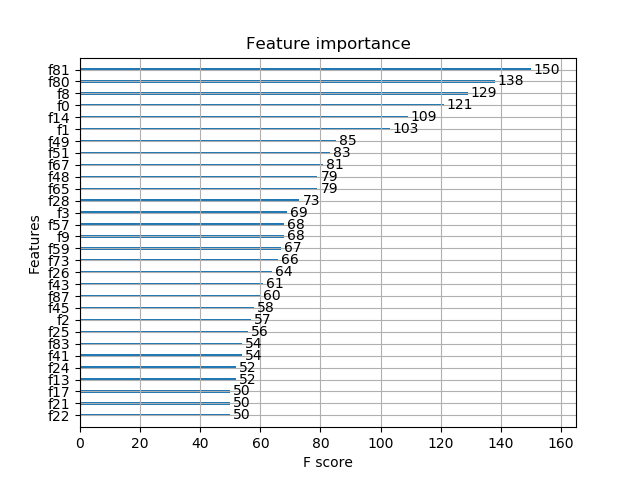 Feature importance
Features
f81 150
f80 138
f8 129
f0 121
f14 109
f1 103
f49 85
f51 83
f67 81
f48 79
f65 79
f28 73
f3 69
f57 68
f9 68
f59 67
f73 66
f26 64
f43 61
f87 60
f45 58
f2 57
f25 56
f83 54
f41 54
f24 52
f13 52
f17 50
f21 50
f22 50
0 20 40 60 80 100 120 140 160
F score